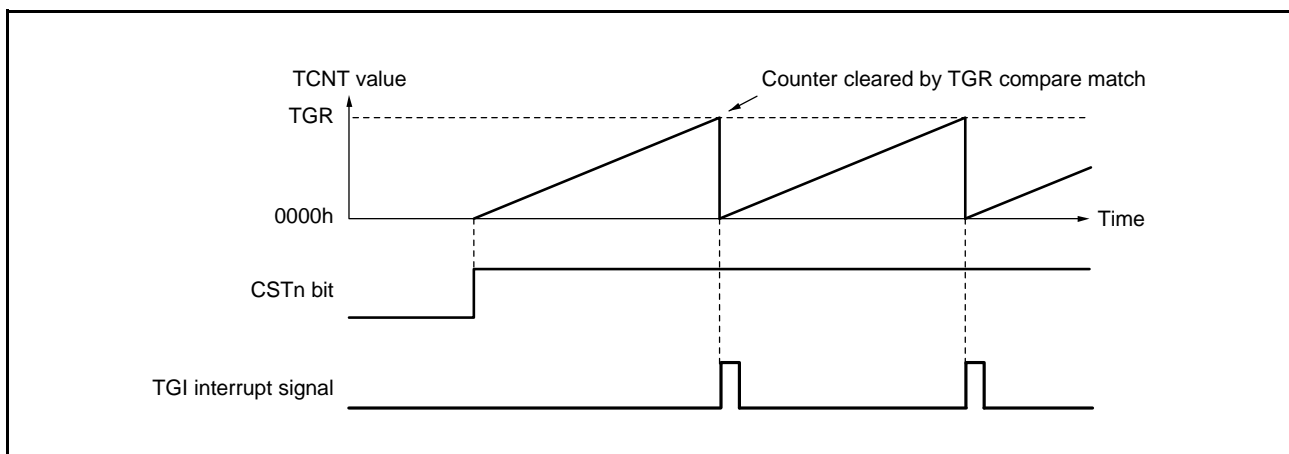 TCNT value
Counter cleared by TGR compare match
TGR
0000h
Time
CSTn bit
TGI interrupt signal